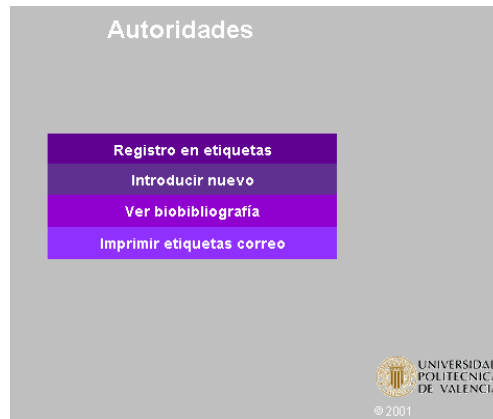 Autoridades
Registro en etiquetas
Introducir nuevo
Ver biobibliografía
Imprimir etiquetas correo
UNIVERSIDAD
POLITECNICA
DE VALENCIA
© 2001